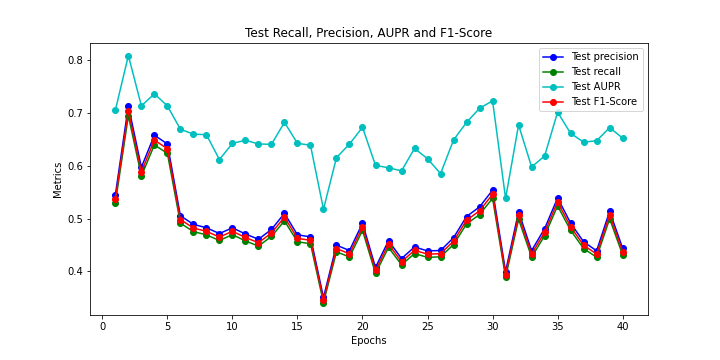 Test Recall, Precision, AUPR and F1-Score
Test precision
Test recall
Test AUPR
Test F1-Score
Metrics
0.8
0.7
0.6
0.5
0.4
0 5 10 15 20 25 30 35 40
Epochs